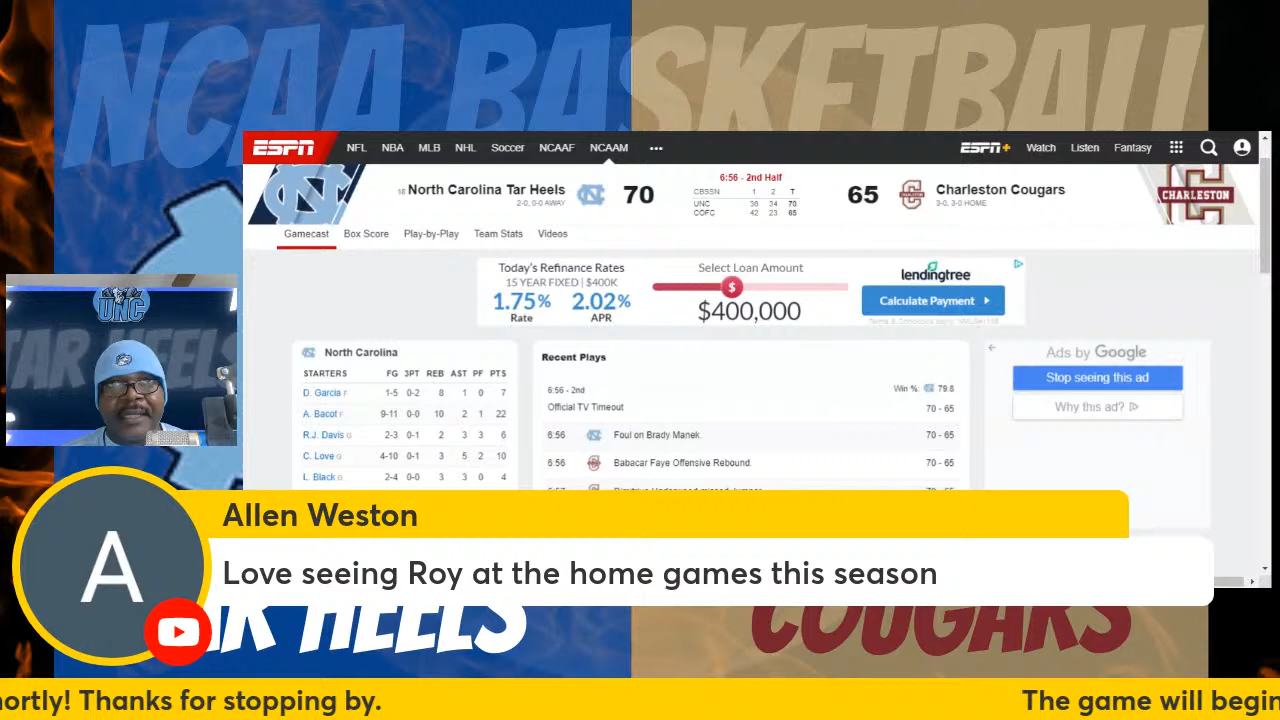 NCAA BASKETBALL
ESPN NFL NBA MLB NHL Soccer NCAAF NCAAM ••• ESPN+ Watch Listen Fantasy
18 North Carolina Tar Heels 70 6:56 - 2nd Half 65 Charleston Cougars
2-0, 0-0 AWAY 3-0, 3-0 HOME
CBSSN 1 2 T
UNC 36 34 70
COFC 42 23 65
CHARLESTON
Gamecast Box Score Play-by-Play Team Stats Videos
Today's Refinance Rates
15 YEAR FIXED | $400K
1.75% 2.02%
Rate APR
Select Loan Amount
$
$400,000
lendingtree
Calculate Payment
North Carolina
STARTERS FG 3PT REB AST PF PTS
D. Garcia F 1-5 0-2 8 1 0 7
A. Bacot F 9-11 0-0 10 2 1 22
R.J. Davis G 2-3 0-1 2 3 3 6
C. Love G 4-10 0-1 3 5 2 10
L. Black G 2-4 0-0 3 3 0 4
Recent Plays
6:56 - 2nd Win %: 79.8
Official TV Timeout 70 - 65
6:56 Foul on Brady Manek. 70 - 65
6:56 Babacar Faye Offensive Rebound. 70 - 65
Ads by Google
Stop seeing this ad
Why this ad?
UNC
TAR HEELS
A
Allen Weston
Love seeing Roy at the home games this season
AR HEELS
COUGARS
hortly! Thanks for stopping by. The game will begin